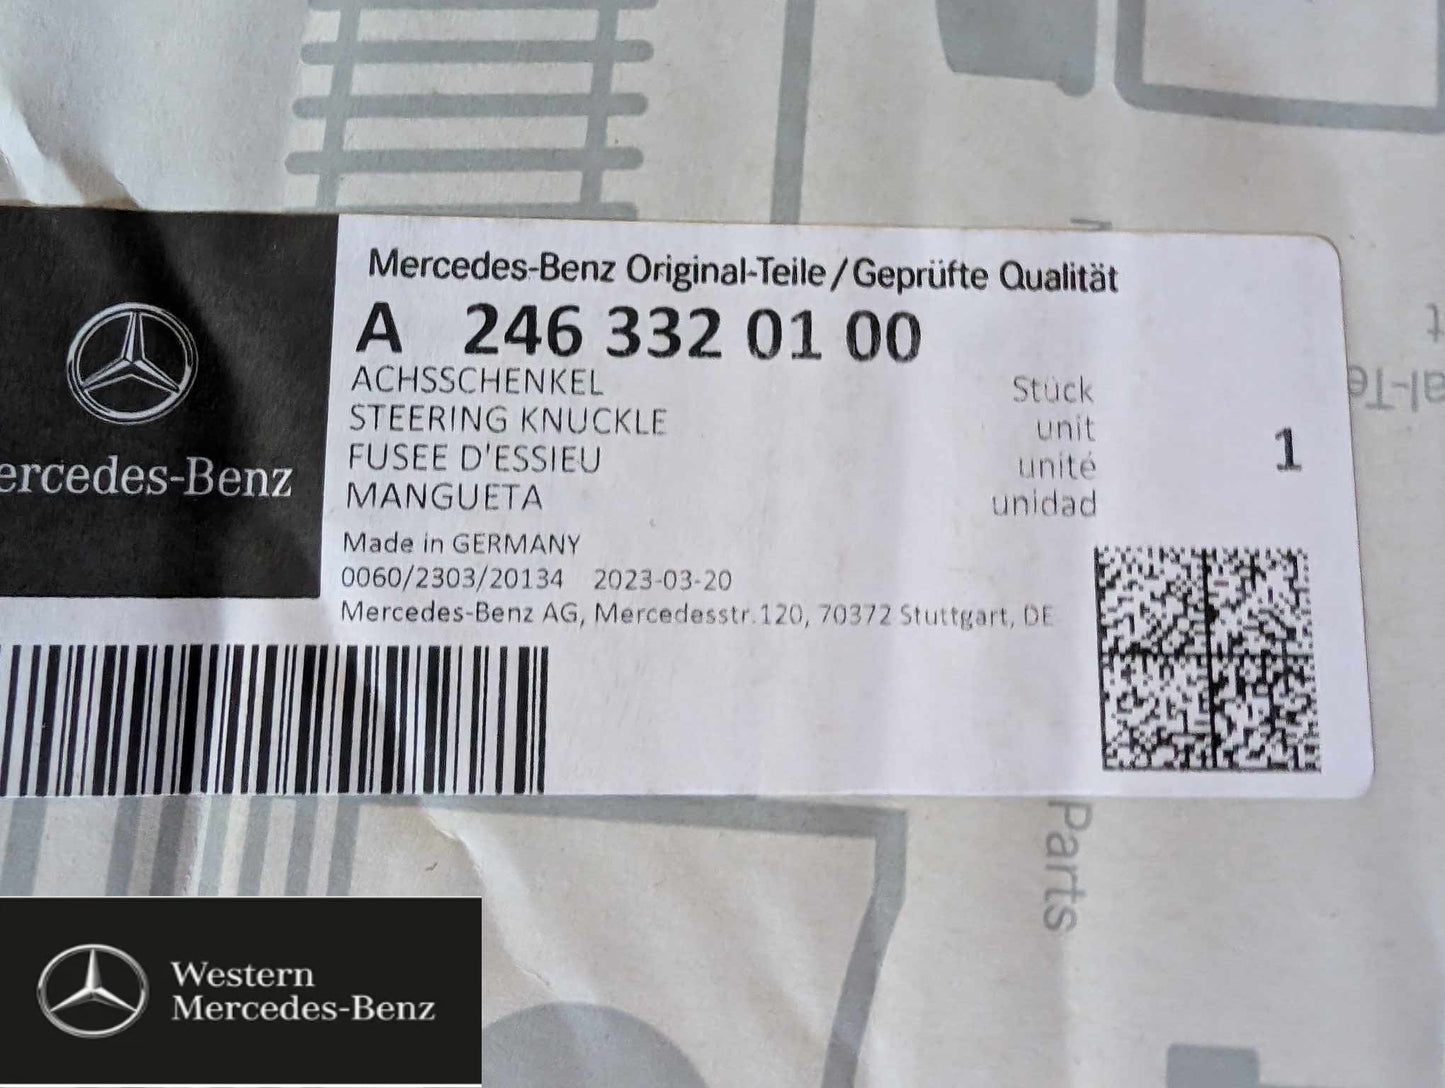 Mercedes-Benz Original-Teile/Geprüfte Qualität
A 246 332 01 00
ACHSSCHENKEL
STEERING KNUCKLE
FUSEE D'ESSIEU
MANGUETA
Stück
unit
unité
unidad
1
ercedes-Benz
Made in GERMANY
0060/2303/20134 2023-03-20
Mercedes-Benz AG, Mercedesstr.120, 70372 Stuttgart, DE
al-Te
Parts
Western
Mercedes-Benz